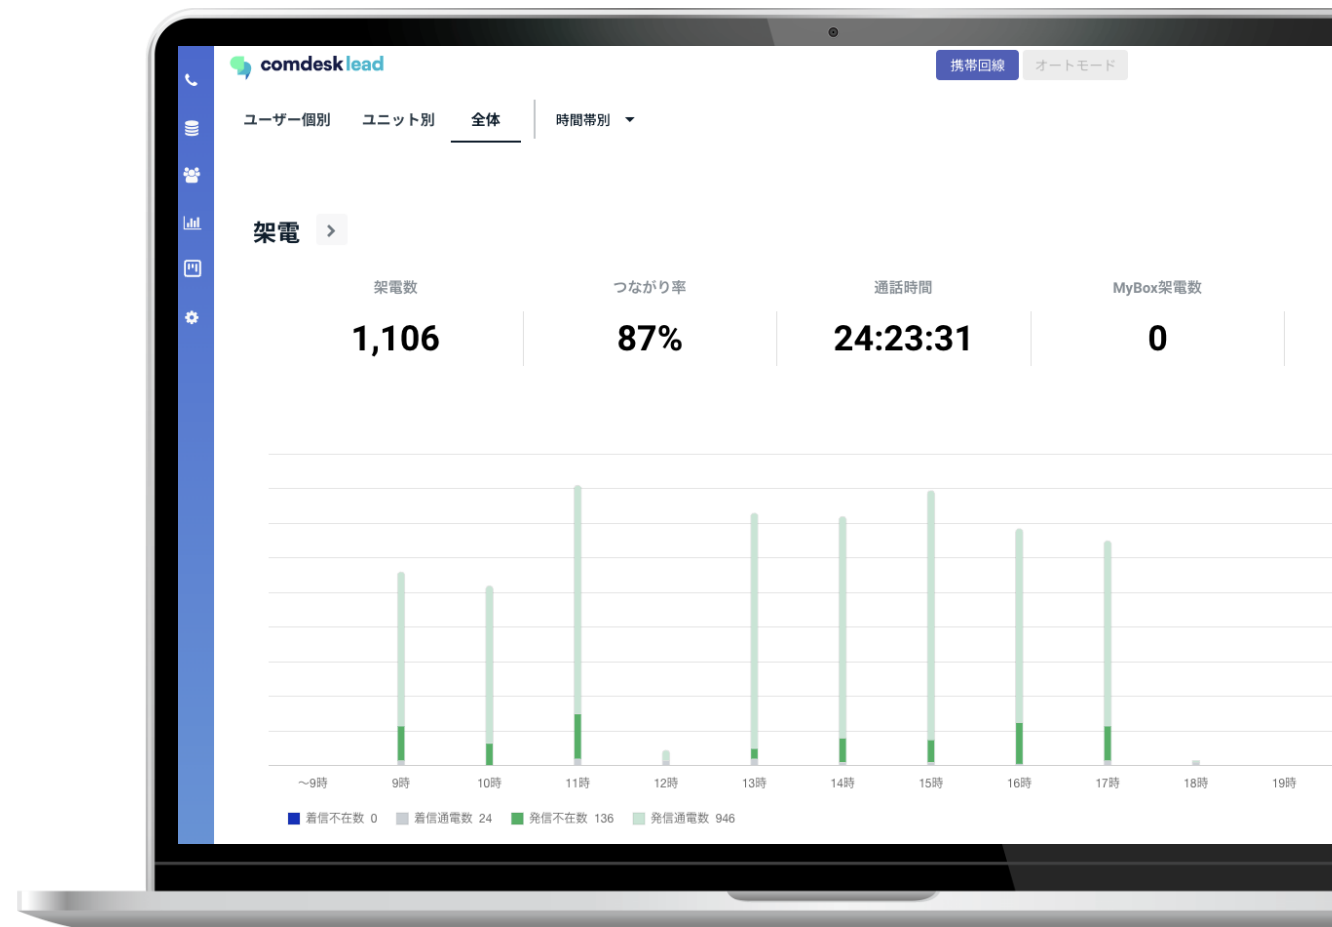 comdesk lead
携帯回線 オートモード
ユーザー個別 ユニット別 全体 時間帯別
架電
架電数 つながり率 通話時間 MyBox架電数
1,106 87% 24:23:31 0
～9時 9時 10時 11時 12時 13時 14時 15時 16時 17時 18時 19時
着信不在数 0 着信通電数 24 発信不在数 136 発信通電数 946